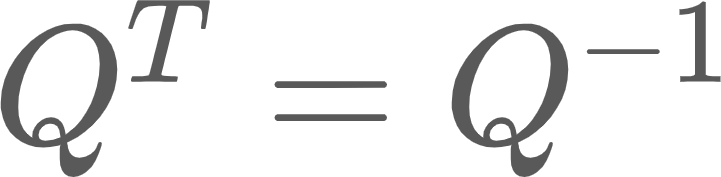 Q^T = Q^{-1}